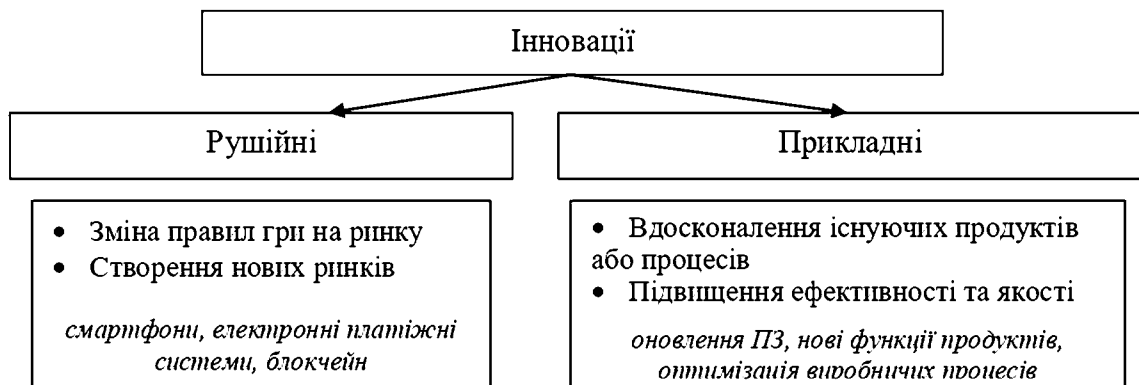 Інновації
Рушійні
Прикладні
• Зміна правил гри на ринку
• Створення нових ринків
смартфони, електронні платіжні
системи, блокчейн
• Вдосконалення існуючих продуктів
або процесів
• Підвищення ефективності та якості
оновлення ПЗ, нові функції продуктів,
оптимізація виробничих процесів